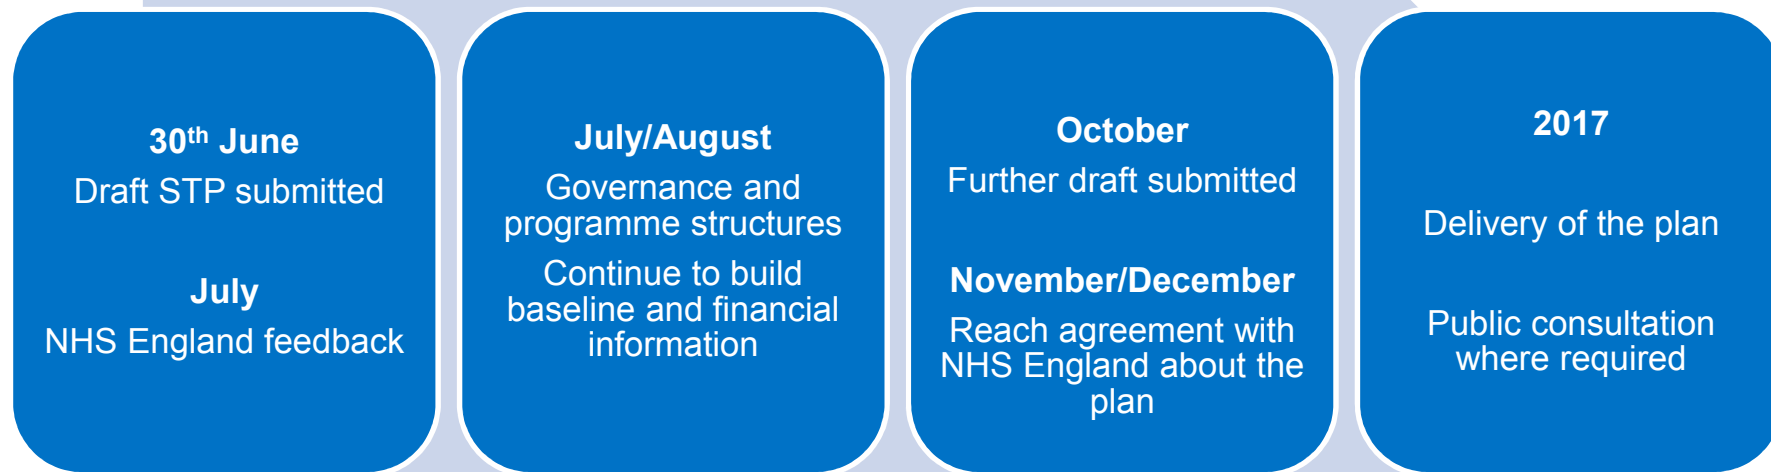 30th June
Draft STP submitted
July
NHS England feedback
July/August
Governance and
programme structures
Continue to build
baseline and financial
information
October
Further draft submitted
November/December
Reach agreement with
NHS England about the
plan
2017
Delivery of the plan
Public consultation
where required